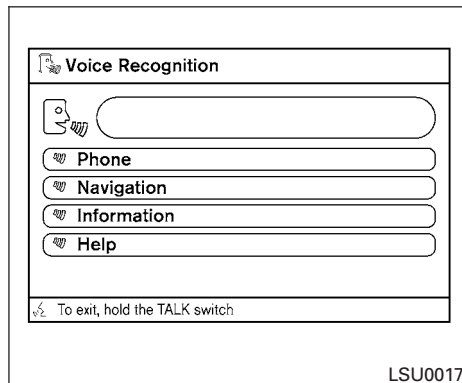 Voice Recognition
Phone
Navigation
Information
Help
To exit, hold the TALK switch
LSU0017